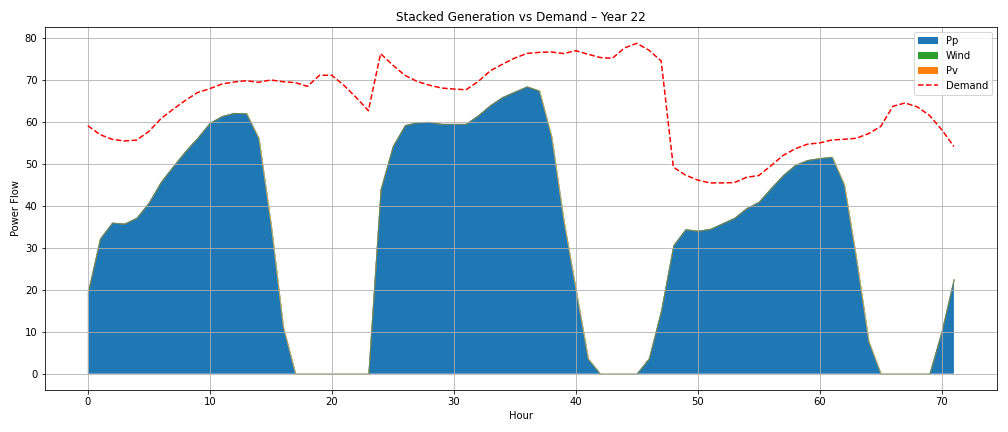 Stacked Generation vs Demand – Year 22
Pp
Wind
Pv
Demand
Power Flow
80
70
60
50
40
30
20
10
0
0 10 20 30 40 50 60 70
Hour